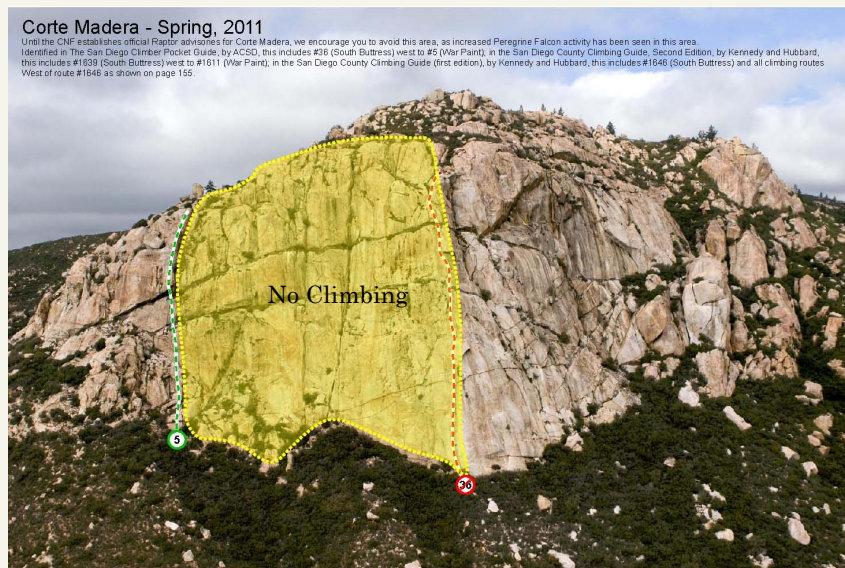 Corte Madera - Spring, 2011
Until the CNF establishes official Raptor advisories for Corte Madera, we encourage you to avoid this area, as increased Peregrine Falcon activity has been seen in this area.
Identified in The San Diego Climber Pocket Guide, by ACSD, this includes #36 (South Buttress) west to #5 (War Paint); in the San Diego County Climbing Guide, Second Edition, by Kennedy and Hubbard,
this includes #1639 (South Buttress) west to #1611 (War Paint); in the San Diego County Climbing Guide (first edition), by Kennedy and Hubbard, this includes #1646 (South Buttress) and all climbing routes
West of route #1646 as shown on page 155.
No Climbing
5
36